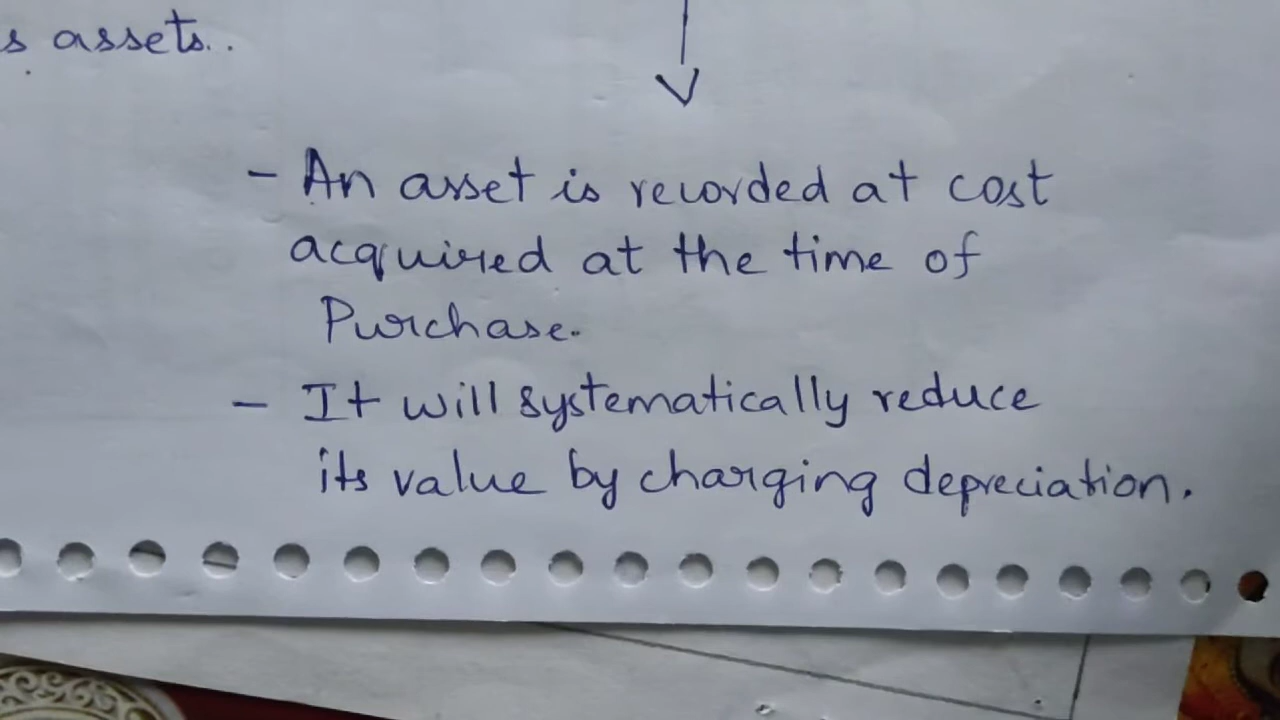 s assets..
- An asset is recorded at cost
acquired at the time of
Purchase.
- It will systematically reduce
its value by charging depreciation.